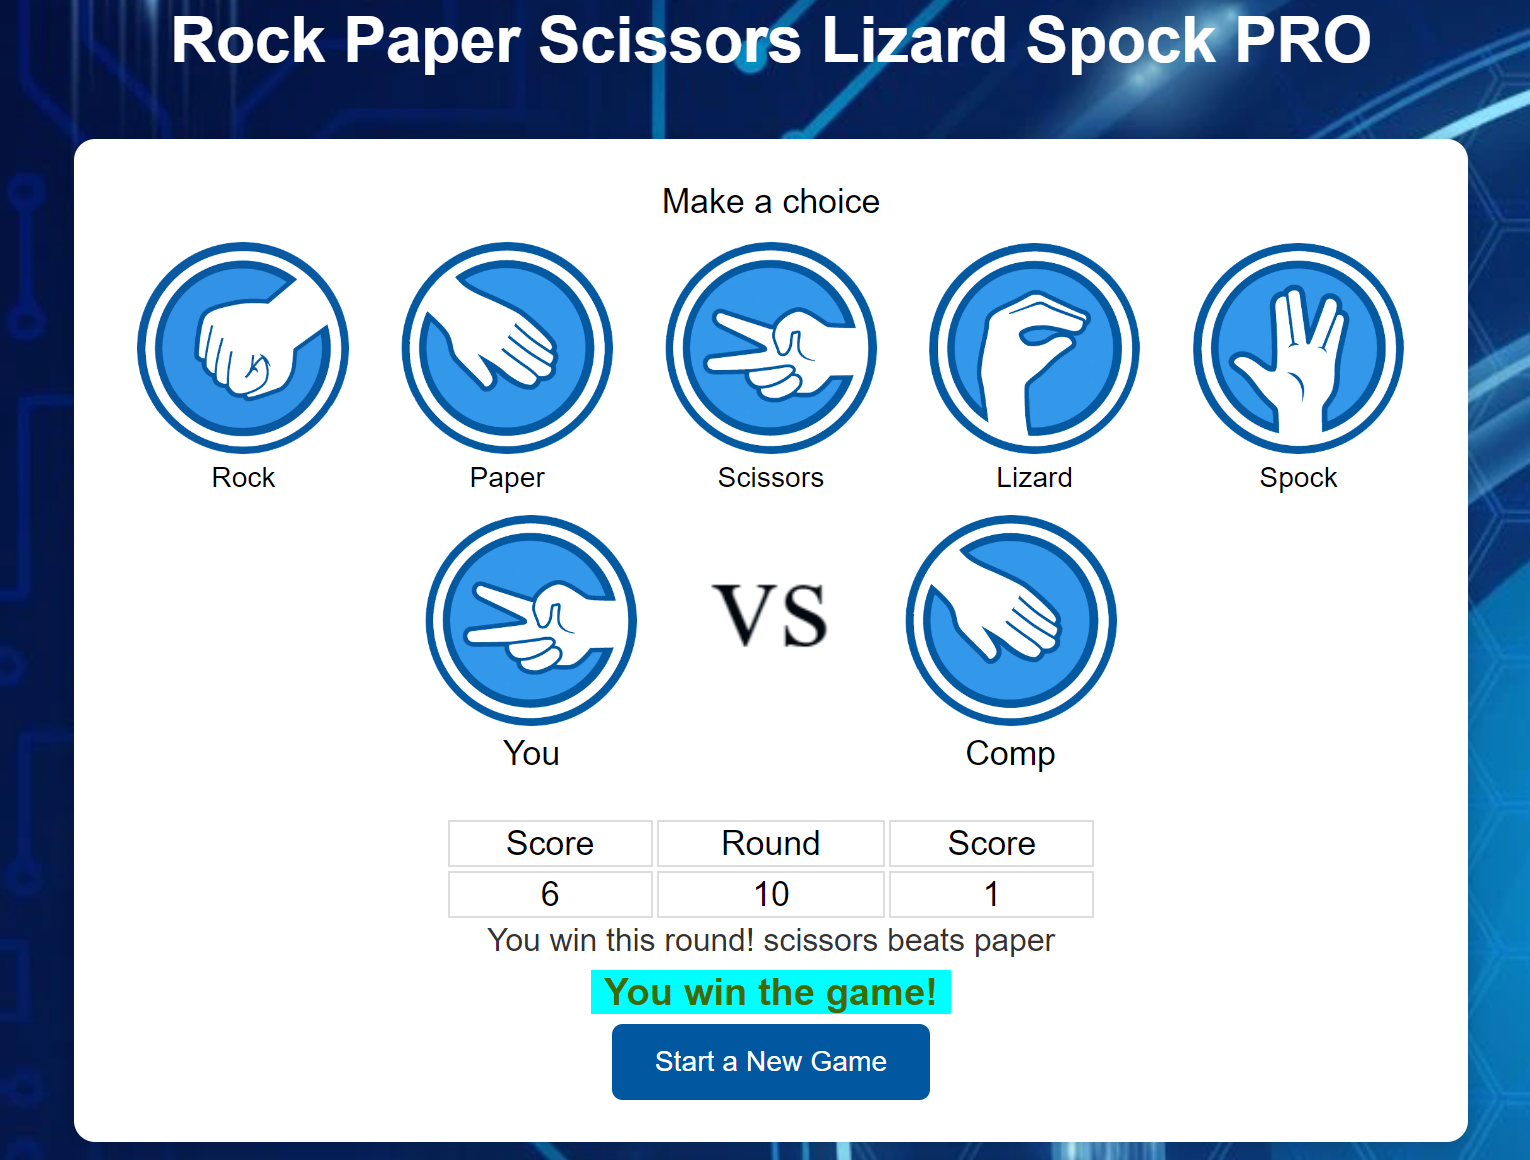 Rock Paper Scissors Lizard Spock PRO
Make a choice
Rock Paper Scissors Lizard Spock
VS
You Comp
Score Round Score
6 10 1
You win this round! scissors beats paper
You win the game!
Start a New Game